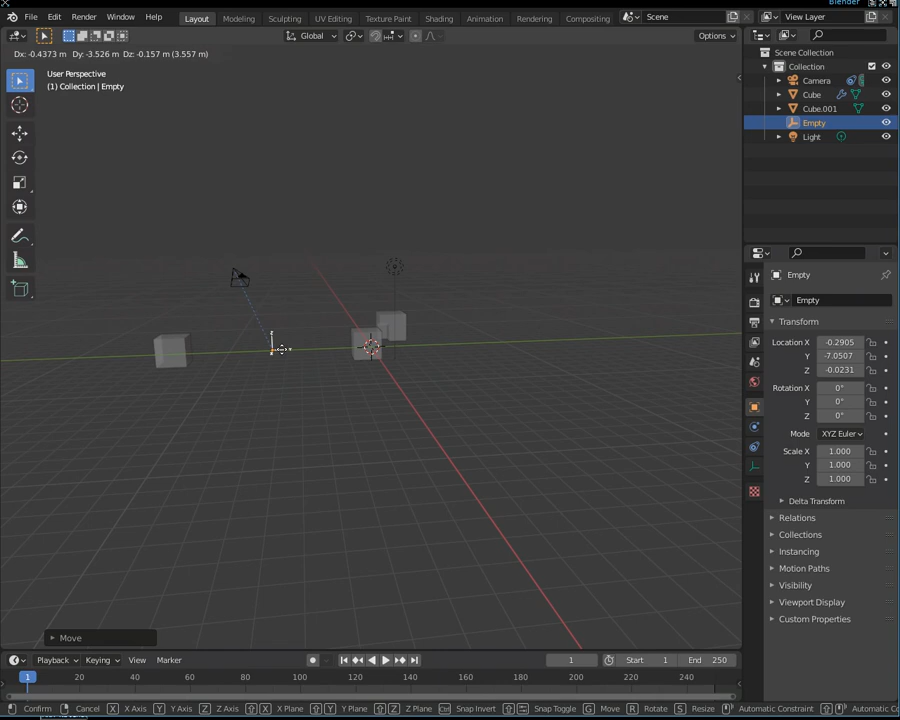 Blender
File Edit Render Window Help
Layout Modeling Sculpting UV Editing Texture Paint Shading Animation Rendering Compositing
Scene
View Layer
Global
Options
Dx: -0.4373 m Dy: -3.526 m Dz: -0.157 m (3.557 m)
User Perspective
(1) Collection | Empty
Scene Collection
Collection
Camera
Cube
Cube.001
Empty
Light
Empty
Empty
Transform
Location X -0.2905
Y -7.0507
Z -0.0231
Rotation X 0°
Y 0°
Z 0°
Mode XYZ Euler
Scale X 1.000
Y 1.000
Z 1.000
Delta Transform
Relations
Collections
Instancing
Motion Paths
Visibility
Viewport Display
Custom Properties
Move
Playback Keying View Marker
1 Start 1 End 250
1 20 40 60 80 100 120 140 160 180 200 220 240
Confirm Cancel X X Axis Y Y Axis Z Z Axis X X Plane Y Y Plane Z Z Plane Snap Invert Snap Toggle G Move R Rotate S Resize Automatic Constraint Automatic Co